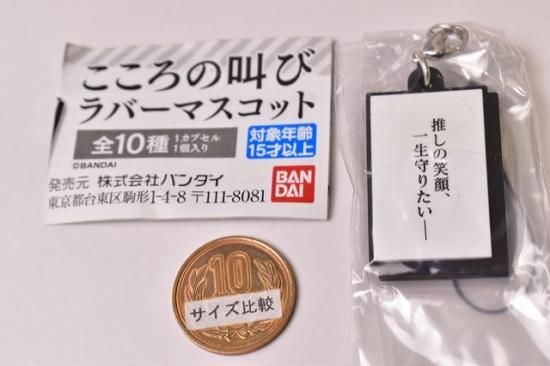 こころの叫び
ラバーマスコット
全10種 1カプセル
1個入り
対象年齢
15才以上
©BANDAI
発売元 株式会社バンダイ
東京都台東区駒形1-4-8 〒111-8081
BAN
DAI
推しの笑顔、
一生守りたい―
10
サイズ比較